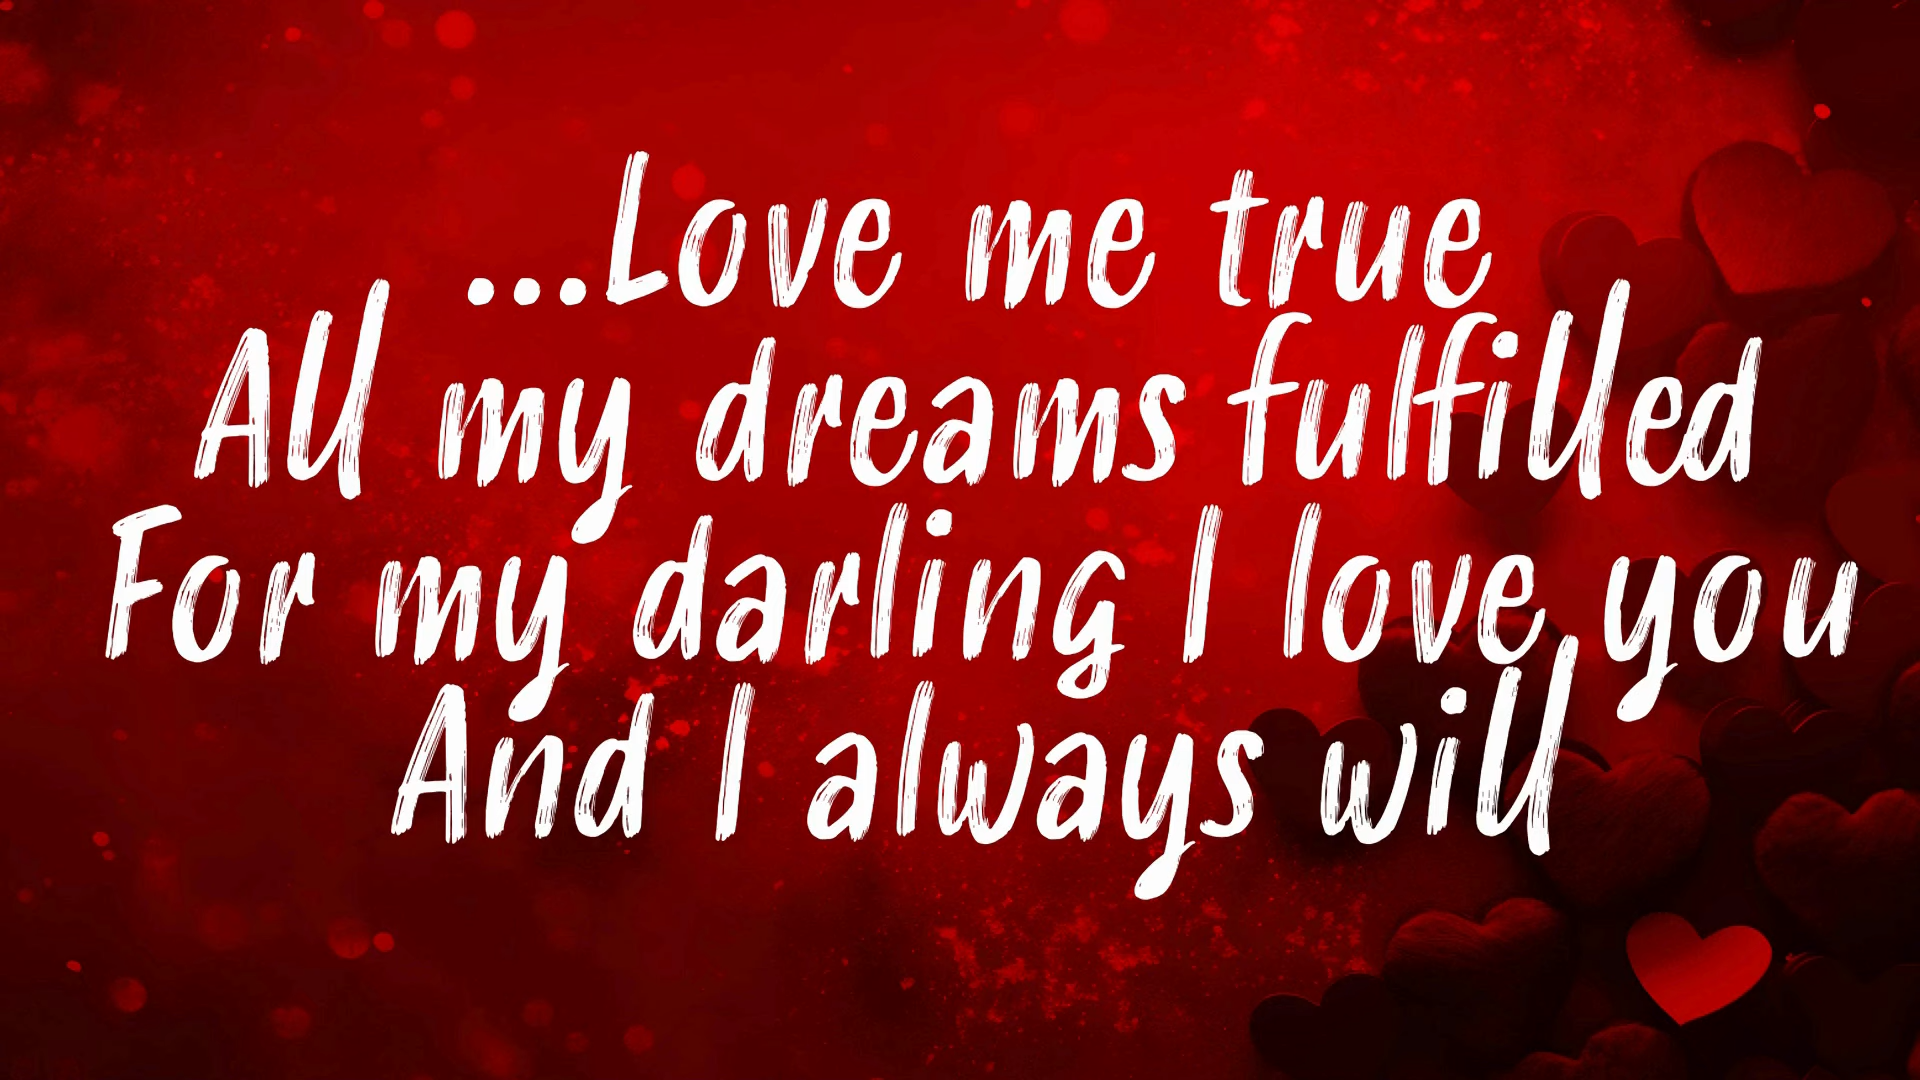 ...Love me true
All my dreams fulfilled
For my darling I love you
And I always will